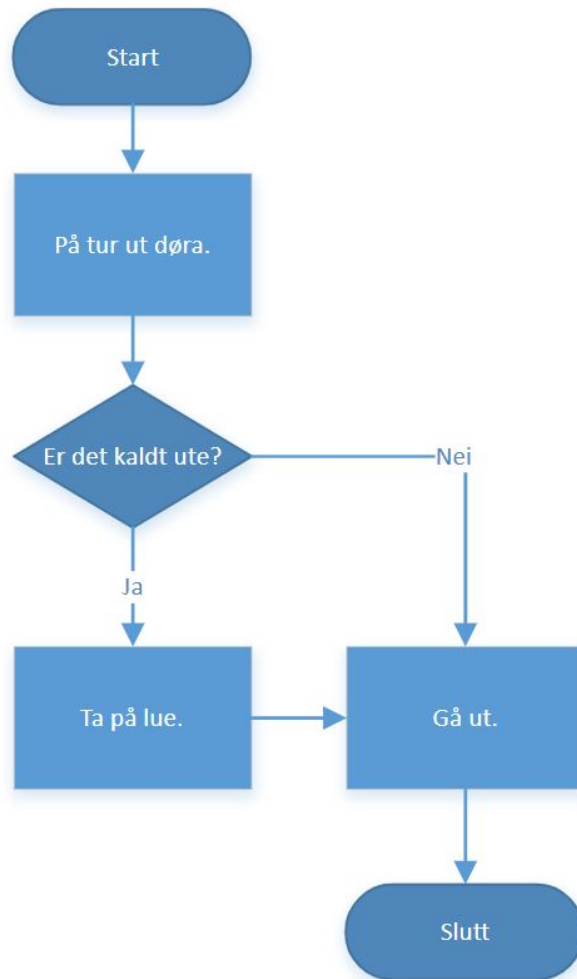 Start
På tur ut døra.
Er det kaldt ute?
Nei
Ja
Ta på lue.
Gå ut.
Slutt